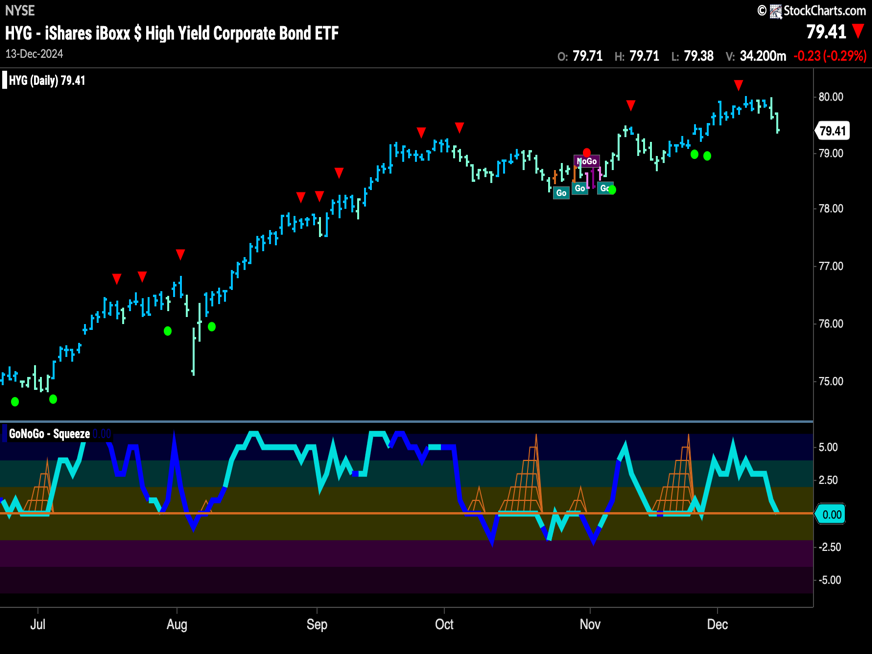 NYSE
© StockCharts.com
HYG - iShares iBoxx $ High Yield Corporate Bond ETF
79.41
13-Dec-2024
O: 79.71 H: 79.71 L: 79.38 V: 34.200m -0.23 (-0.29%)
HYG (Daily) 79.41
80.00
79.41
79.00
78.00
77.00
76.00
75.00
NoGo
Go
Go
Go
GoNoGo - Squeeze 0.00
5.00
2.50
0.00
-2.50
-5.00
Jul
Aug
Sep
Oct
Nov
Dec